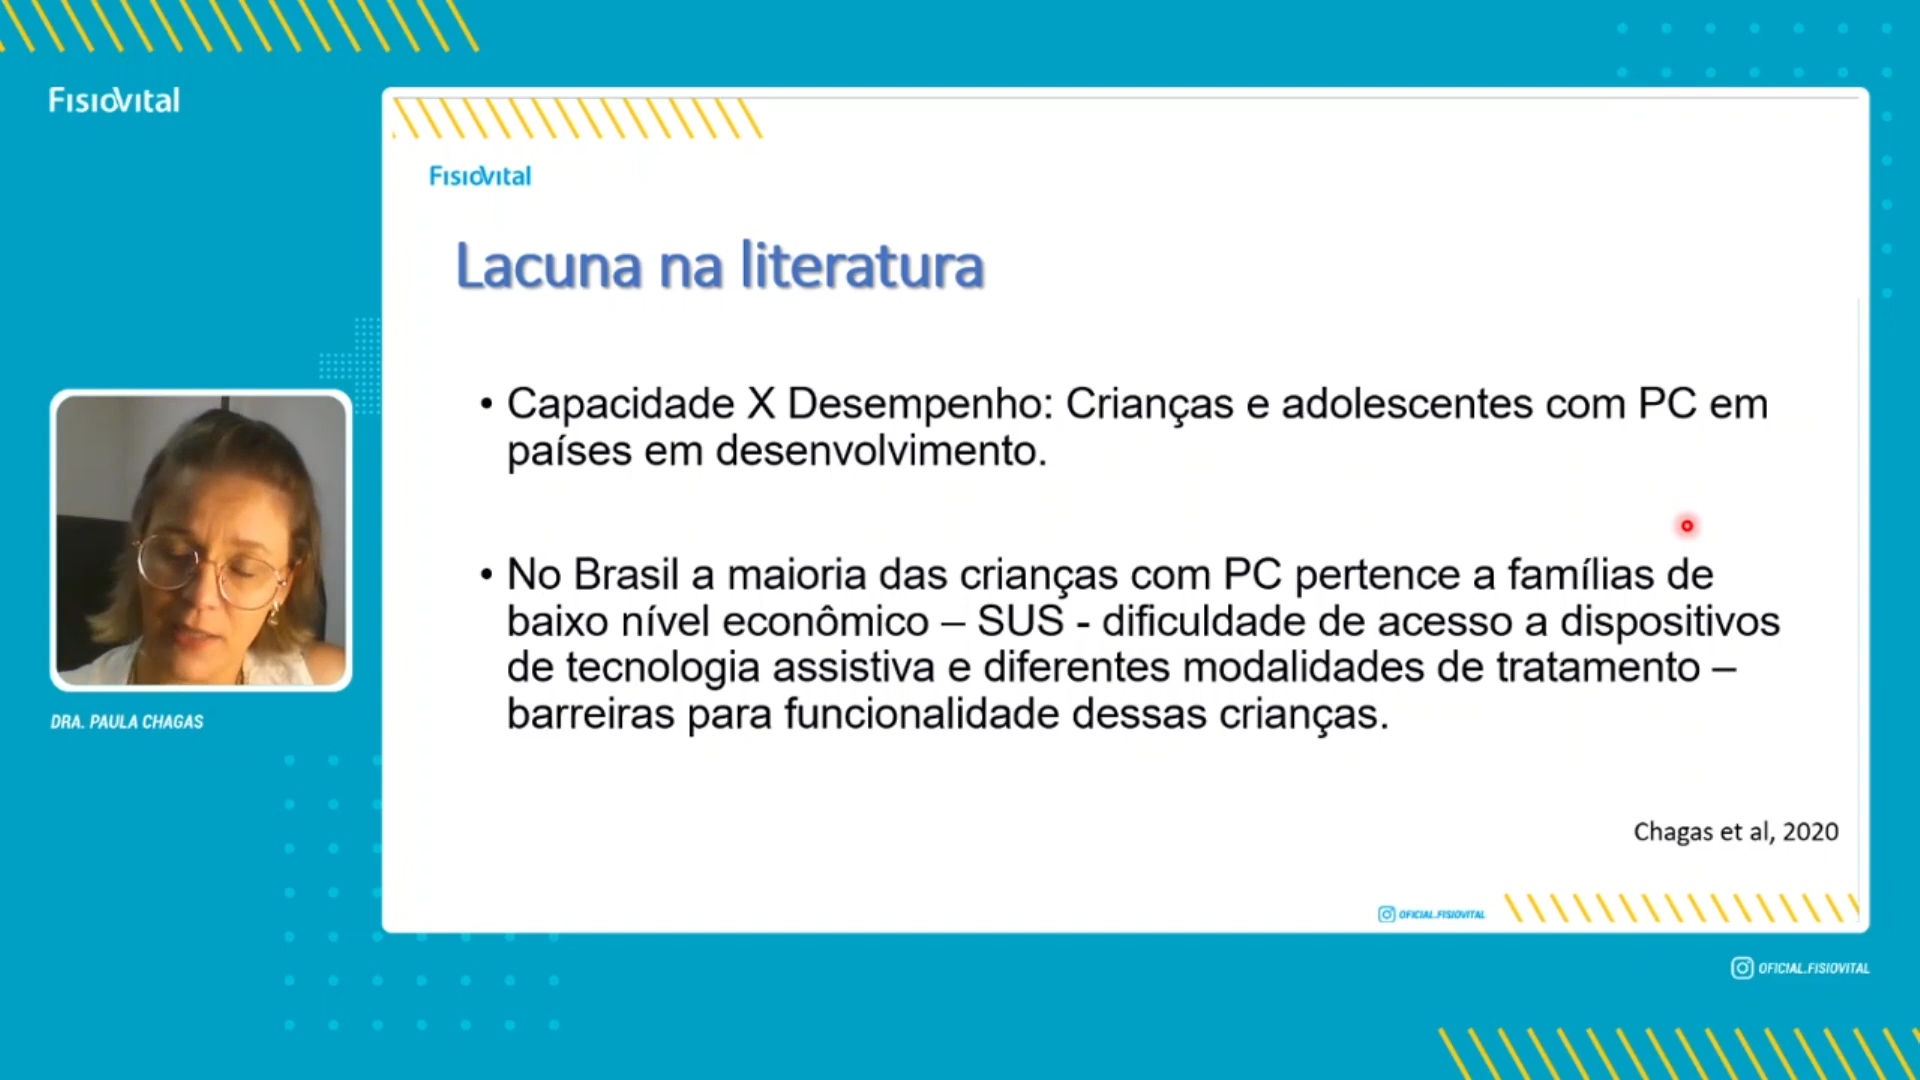 FisioVital
FisioVital
Lacuna na literatura
• Capacidade X Desempenho: Crianças e adolescentes com PC em
países em desenvolvimento.
• No Brasil a maioria das crianças com PC pertence a famílias de
baixo nível econômico – SUS - dificuldade de acesso a dispositivos
de tecnologia assistiva e diferentes modalidades de tratamento –
barreiras para funcionalidade dessas crianças.
DRA. PAULA CHAGAS
Chagas et al, 2020
OFICIAL.FISIOVITAL
OFICIAL.FISIOVITAL